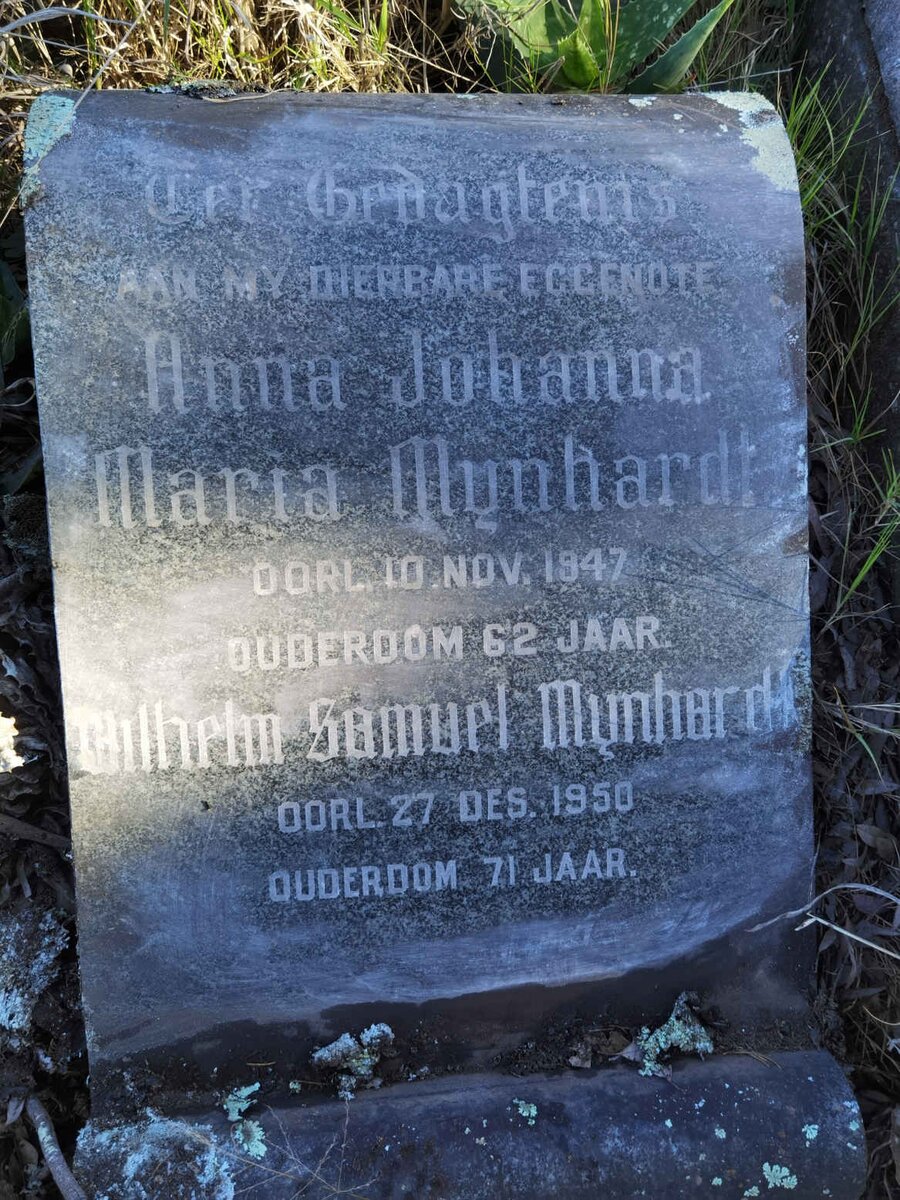 Ter Gedagtenis
AAN MY DIERBARE EGGENOTE
Anna Johanna
Maria Mynhardt
OORL. 10 NOV. 1947
OUDERDOM 62 JAAR.
Wilhelm Samuel Mynhardt
OORL. 27 DES. 1950
OUDERDOM 71 JAAR.